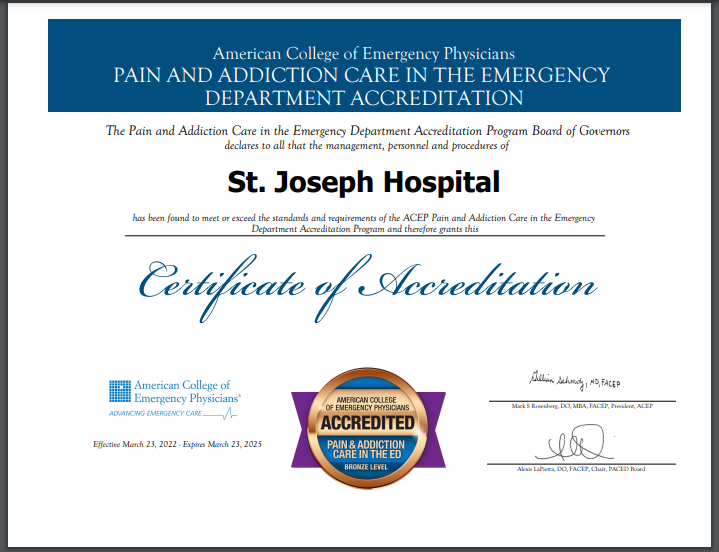 American College of Emergency Physicians
PAIN AND ADDICTION CARE IN THE EMERGENCY
DEPARTMENT ACCREDITATION
The Pain and Addiction Care in the Emergency Department Accreditation Program Board of Governors
declares to all that the management, personnel and procedures of
St. Joseph Hospital
has been found to meet or exceed the standards and requirements of the ACEP Pain and Addiction Care in the Emergency
Department Accreditation Program and therefore grants this
Certificate of Accreditation
American College of
Emergency Physicians®
ADVANCING EMERGENCY CARE
Effective March 23, 2022 - Expires March 23, 2025
AMERICAN COLLEGE
OF EMERGENCY PHYSICIANS
ACCREDITED
PAIN & ADDICTION
CARE IN THE ED
BRONZE LEVEL
Gillian Schmitz, MD, FACEP
Mark S Rosenberg, DO, MBA, FACEP, President, ACEP
Alexis LaPietra, DO, FACEP, Chair, PACED Board